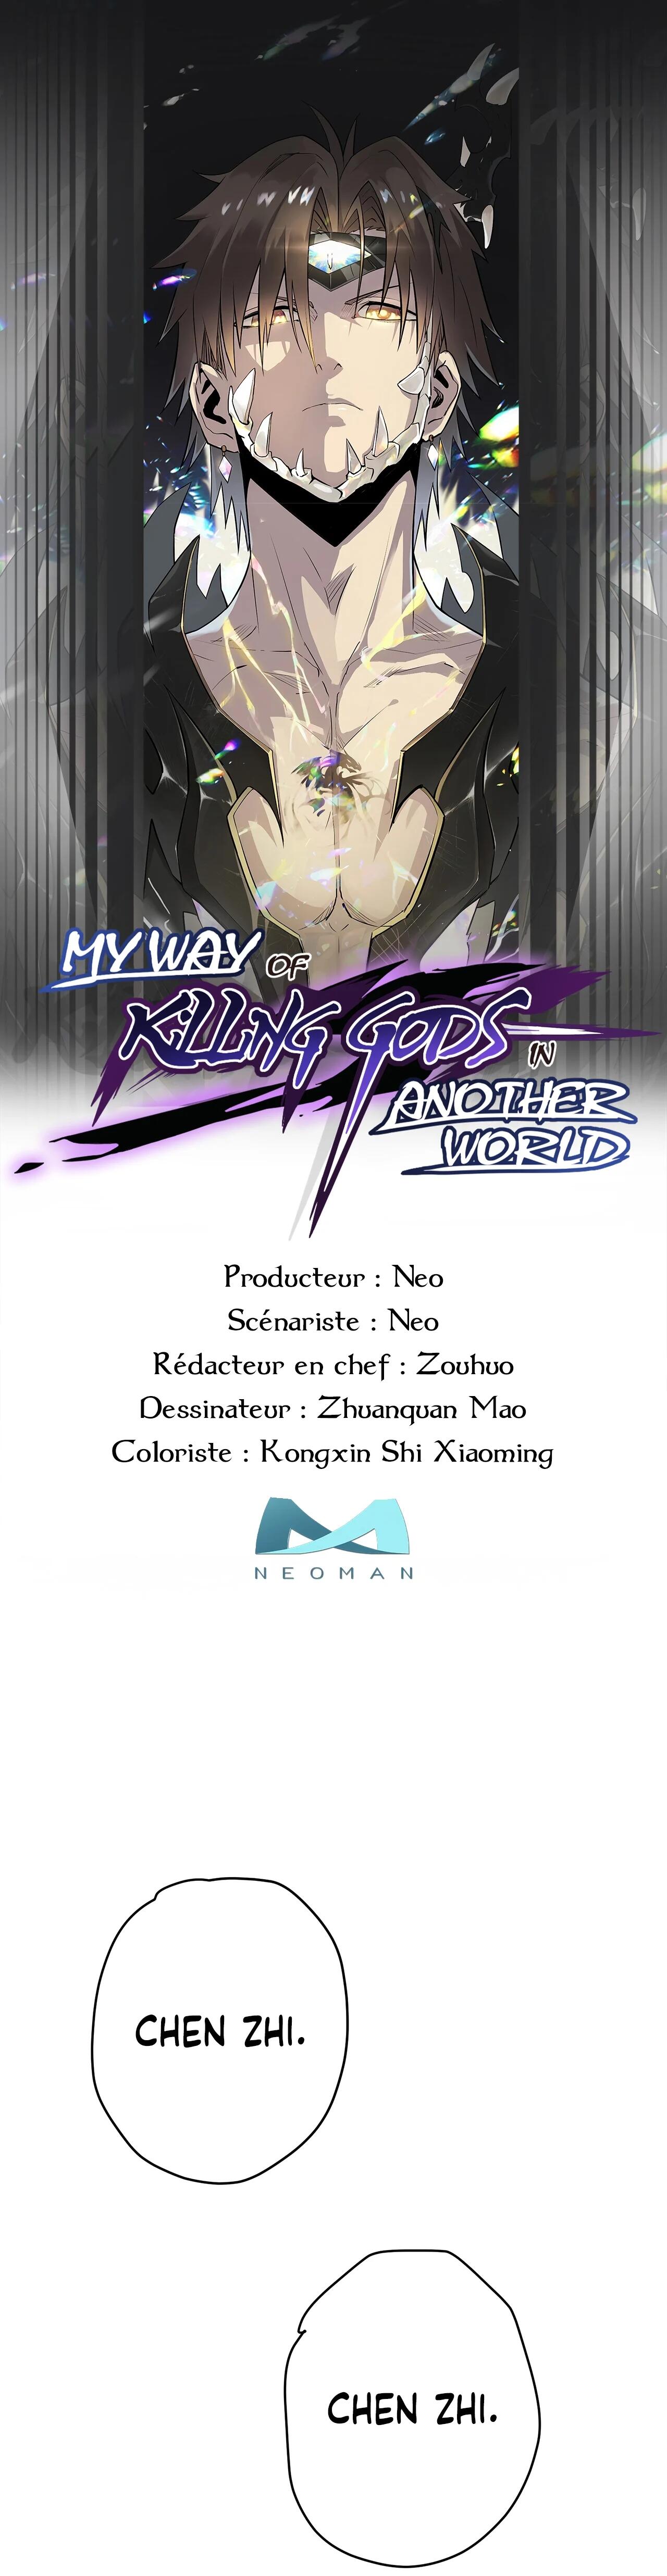 MY WAY OF
KILLING GODS IN
ANOTHER
WORLD
Producteur : Neo
Scénariste : Neo
Rédacteur en chef : Zouhuo
Dessinateur : Zhuanquan Mao
Coloriste : Kongxin Shi Xiaoming
NEOMAN
CHEN ZHI.
CHEN ZHI.